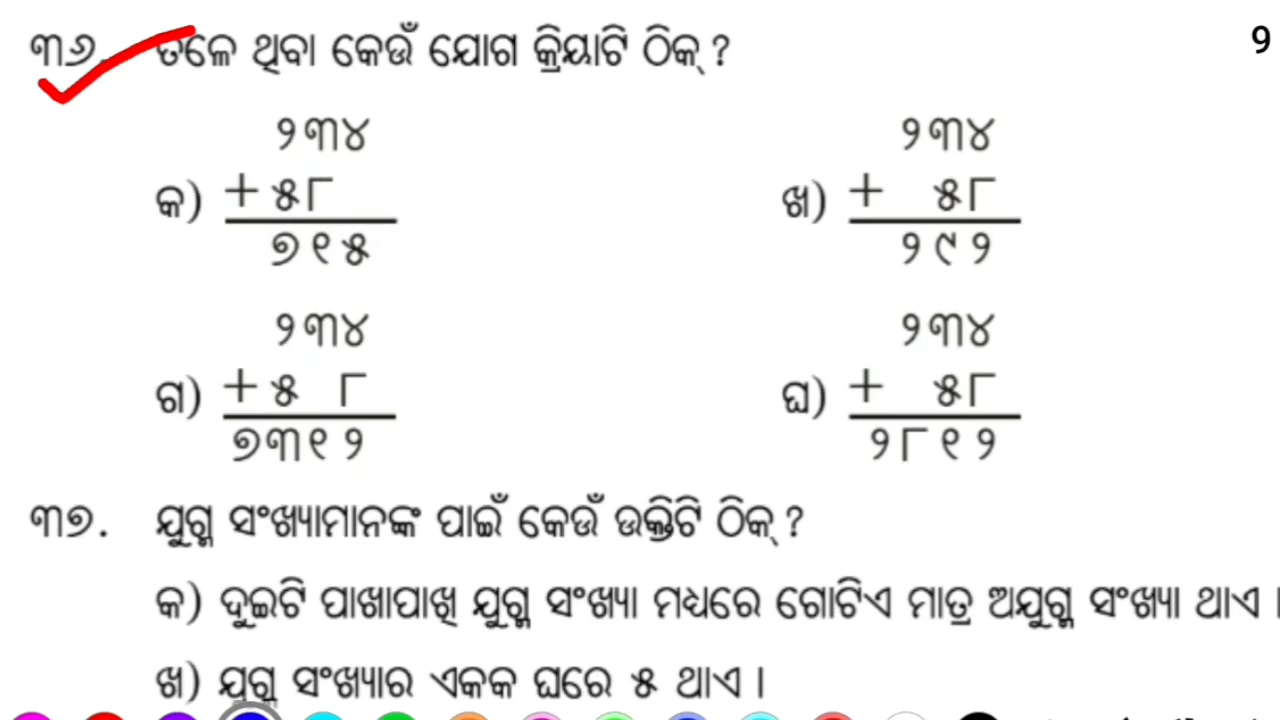 ୩୬. ତଳେ ଥିବା କେଉଁ ଯୋଗ କ୍ରିୟାଟି ଠିକ୍ ? 9
୨୩୪ ୨୩୪
କ) +୫୮ ଖ) + ୫୮
୭୧୫ ୨୯୨
୨୩୪ ୨୩୪
ଗ) +୫ ୮ ଘ) + ୫୮
୭୩୧୨ ୨୮୧୨
୩୭. ଯୁଗ୍ମ ସଂଖ୍ୟାମାନଙ୍କ ପାଇଁ କେଉଁ ଉକ୍ତିଟି ଠିକ୍ ?
କ) ଦୁଇଟି ପାଖାପାଖି ଯୁଗ୍ମ ସଂଖ୍ୟା ମଧ୍ୟରେ ଗୋଟିଏ ମାତ୍ର ଅଯୁଗ୍ମ ସଂଖ୍ୟା ଥାଏ ।
ଖ) ଯୁଗ୍ମ ସଂଖ୍ୟାର ଏକକ ଘରେ ୫ ଥାଏ ।